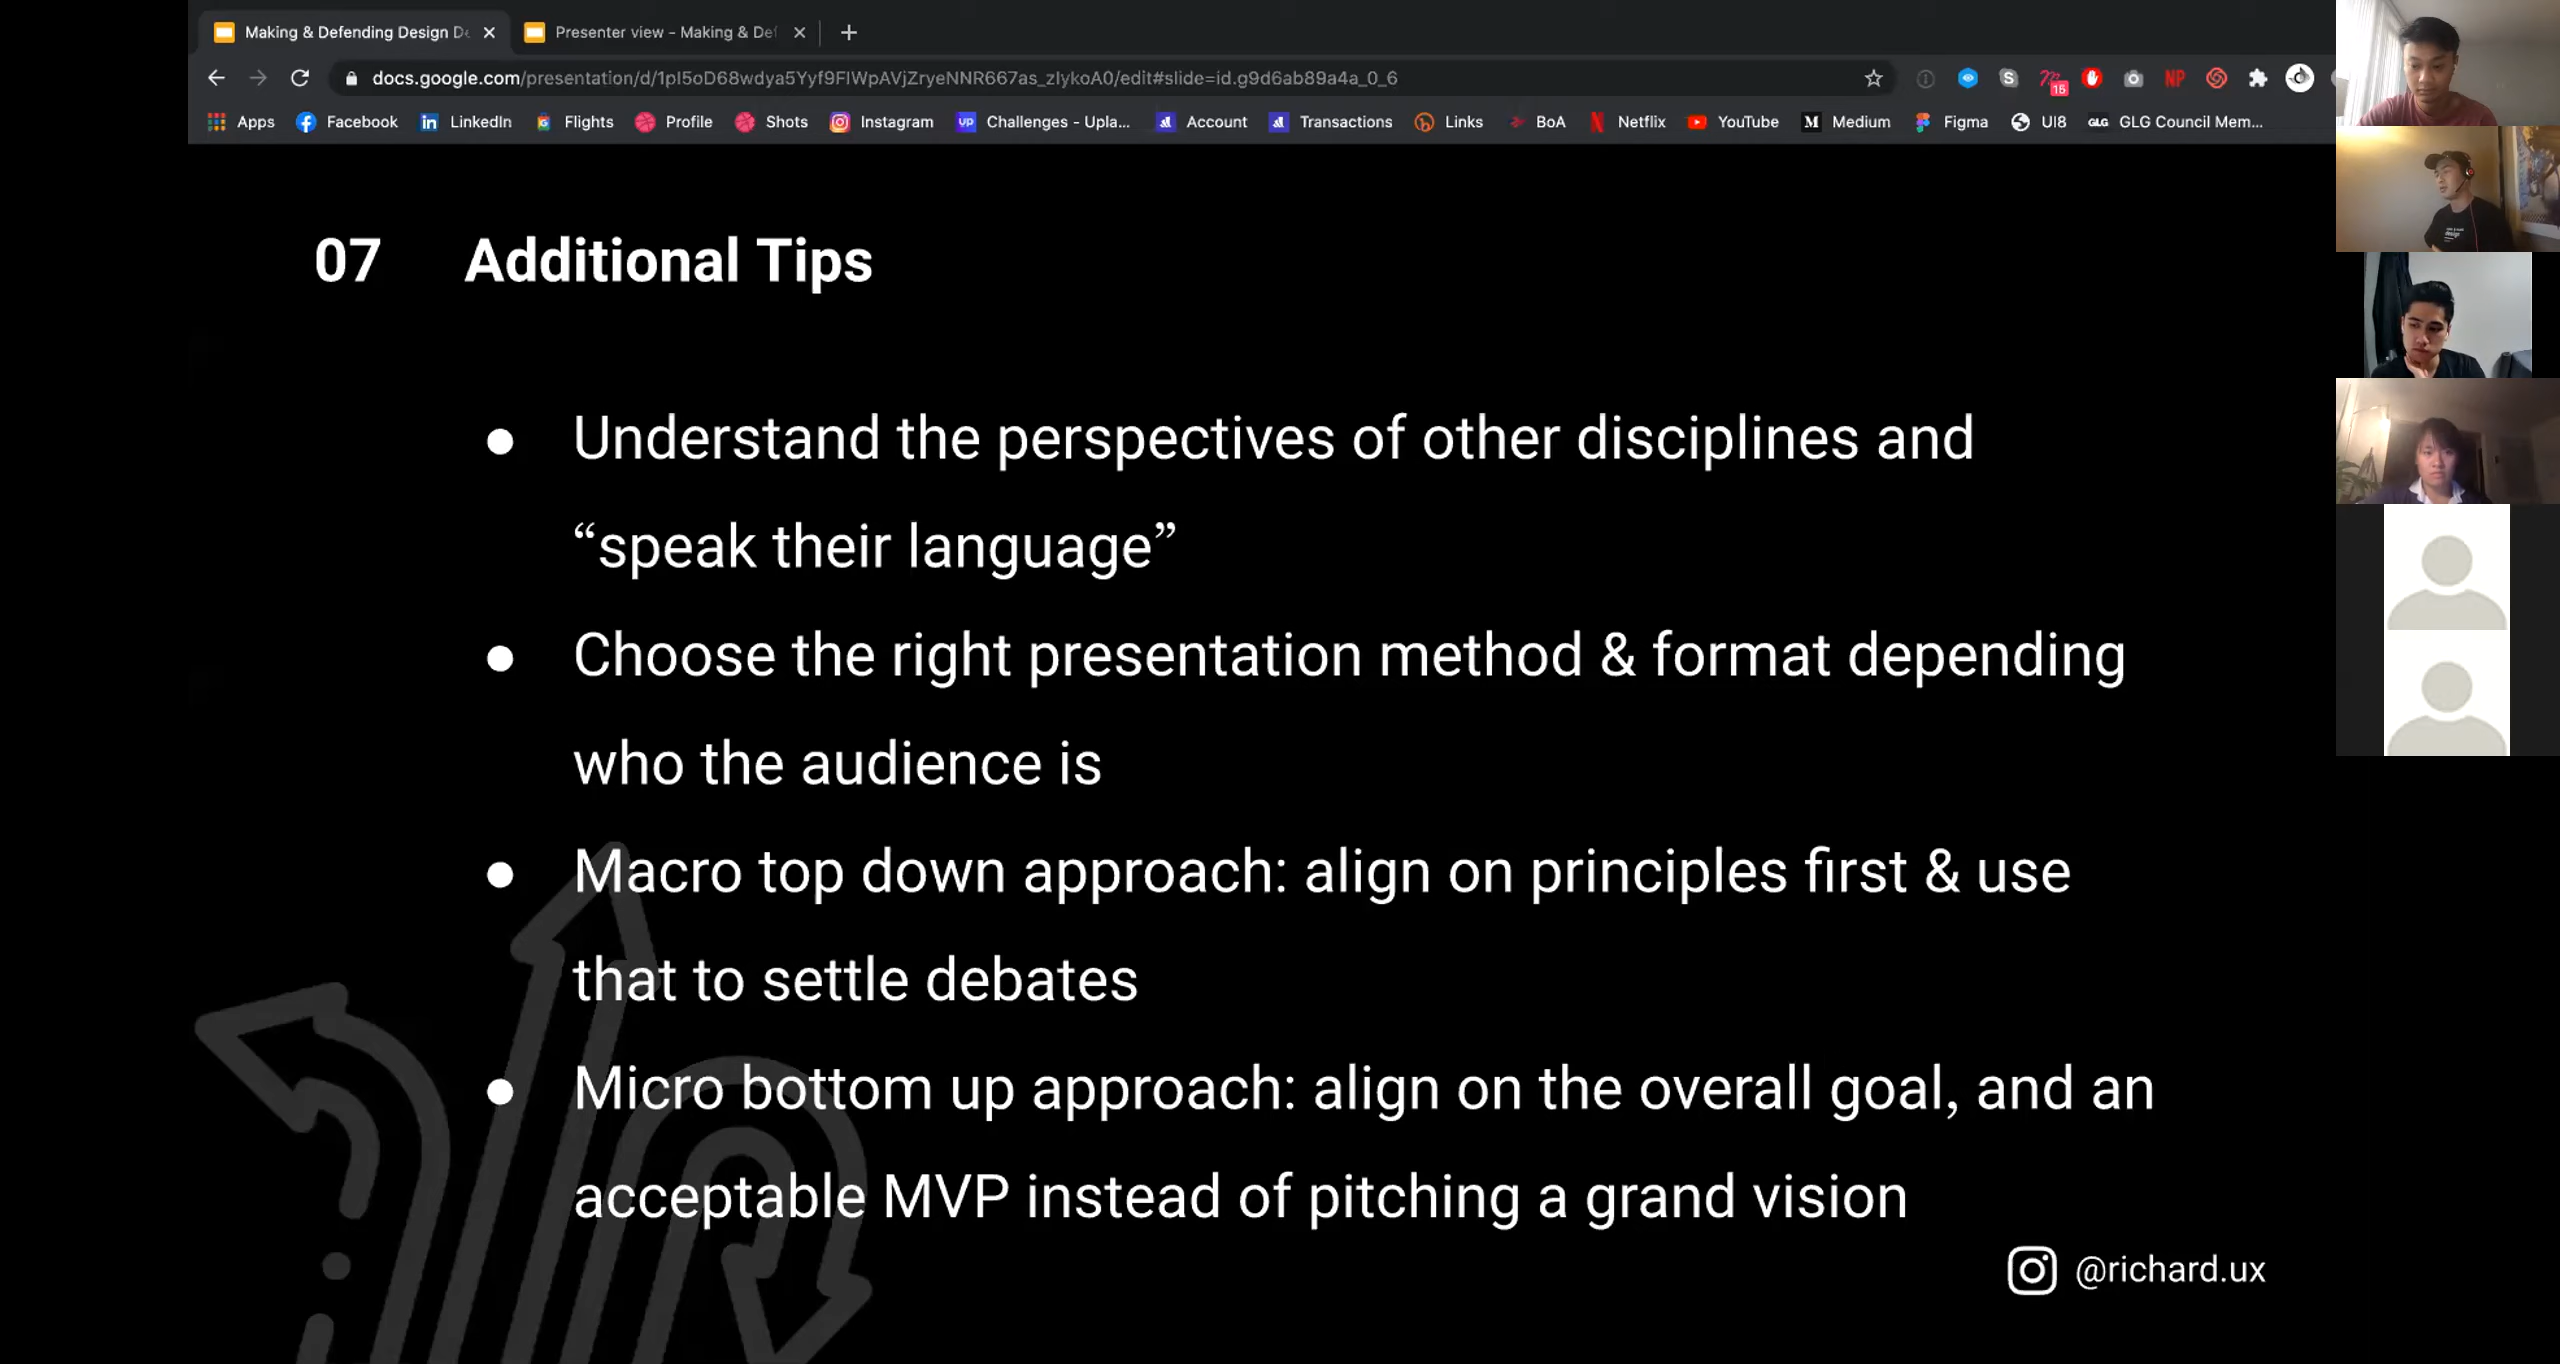 Making & Defending Design De
Presenter view - Making & Def
docs.google.com/presentation/d/1pI5oD68wdya5Yyf9FIWpAVjZryeNNR667as_zlykoA0/edit#slide=id.g9d6ab89a4a_0_6
S
15
NP
Apps Facebook LinkedIn Flights Profile Shots Instagram UP Challenges - Upla... Account Transactions Links BoA Netflix YouTube M Medium Figma UI8 GLG GLG Council Mem...
07 Additional Tips
● Understand the perspectives of other disciplines and
“speak their language”
● Choose the right presentation method & format depending
who the audience is
● Macro top down approach: align on principles first & use
that to settle debates
● Micro bottom up approach: align on the overall goal, and an
acceptable MVP instead of pitching a grand vision
@richard.ux